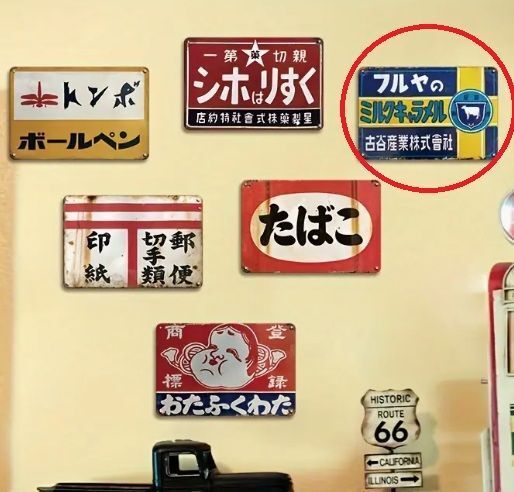 トンボ
ボールペン
親切第一
くすりはホシ
星製薬株式會社特約店
フルヤの
ミルクキャラメル
古谷産業株式會社
郵便
切手類
印紙
たばこ
登録
商標
おたふくわた
HISTORIC
ROUTE
66
CALIFORNIA
ILLINOIS